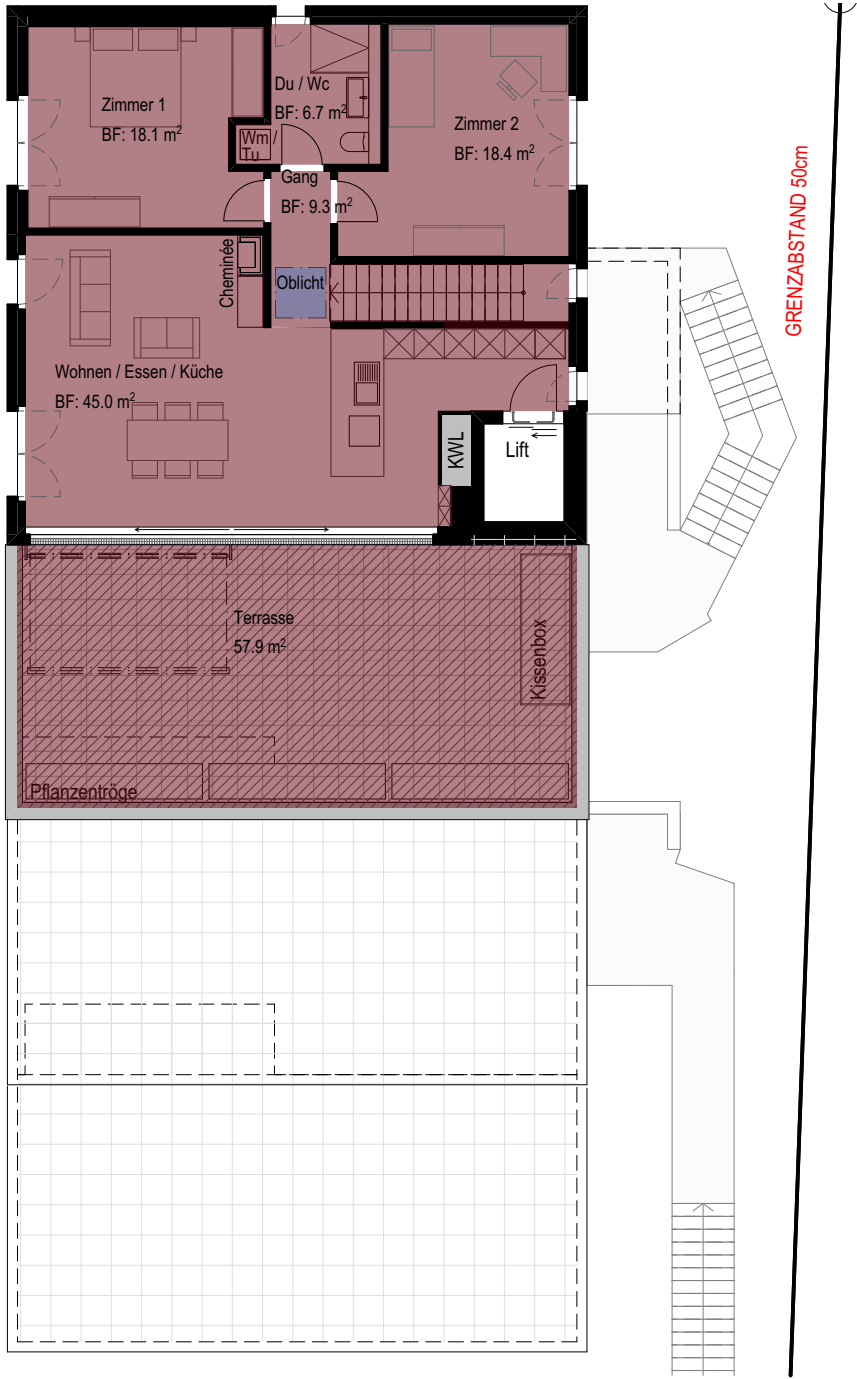 Zimmer 1
BF: 18.1 m²
Du / Wc
BF: 6.7 m²
Zimmer 2
BF: 18.4 m²
Wm /
Tu
Gang
BF: 9.3 m²
GRENZABSTAND 50cm
Cheminée
Oblicht
Wohnen / Essen / Küche
BF: 45.0 m²
KWL
Lift
Terrasse
57.9 m²
Kissenbox
Pflanzentröge